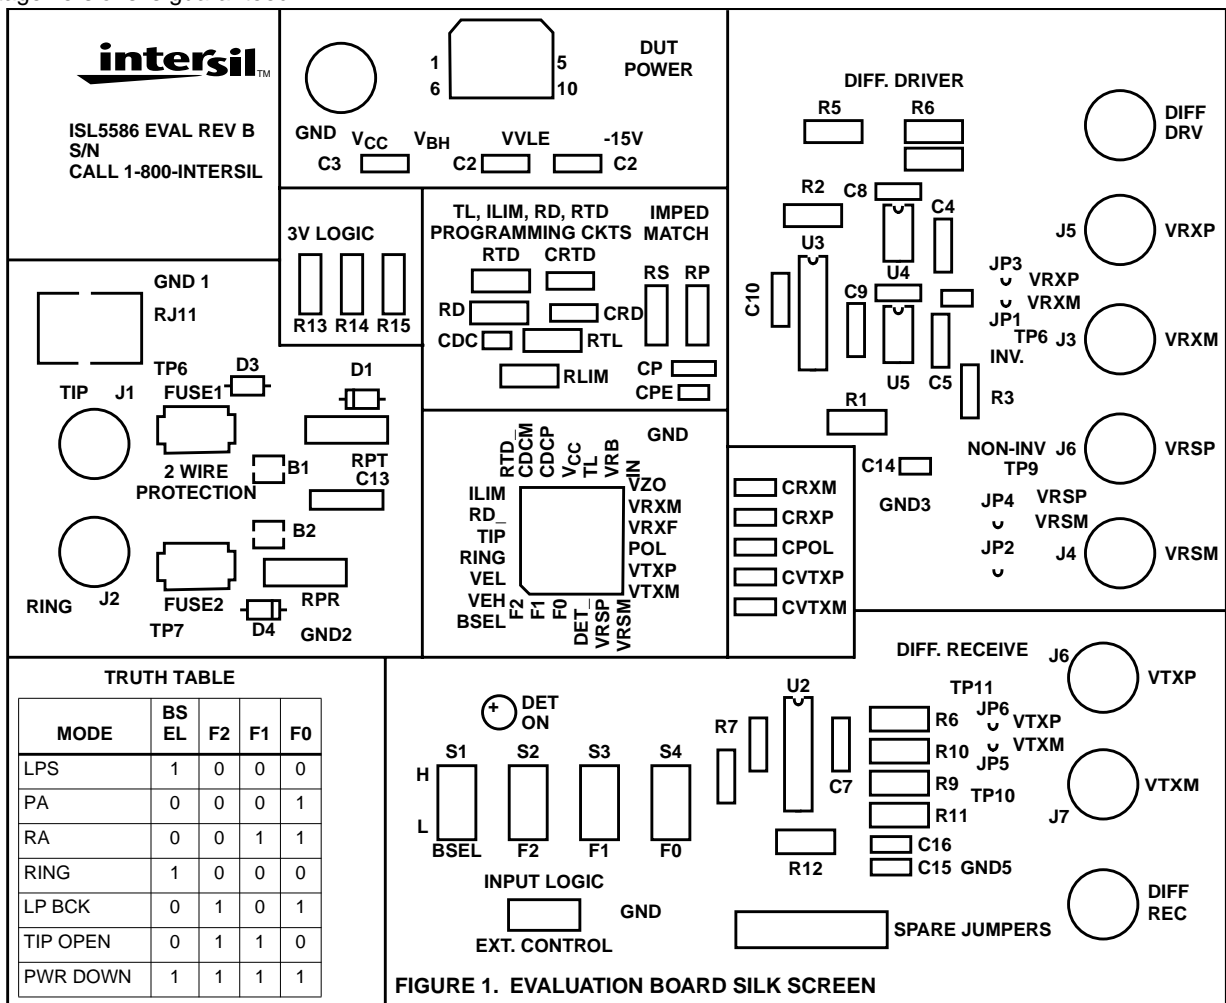 intersil™
ISL5586 EVAL REV B
S/N
CALL 1-800-INTERSIL
GND
1
6
5
10
DUT
POWER
VCC
VBH
VVLE
-15V
C3
C2
C2
3V LOGIC
R13 R14 R15
TL, ILIM, RD, RTD
PROGRAMMING CKTS
RTD
CRTD
RD
CRD
CDC
RTL
RLIM
IMPED
MATCH
RS RP
CP
CPE
DIFF. DRIVER
R5
R6
R2
C8
C4
U3
U4
C10
C9
U5
C5
R1
R3
C14
GND3
JP3
VRXP
VRXM
JP1
TP6
INV.
NON-INV
TP9
JP4
VRSP
VRSM
JP2
DIFF
DRV
J5
VRXP
J3
VRXM
J6
VRSP
J4
VRSM
GND 1
RJ11
TP6
D3
D1
TIP
J1
FUSE1
2 WIRE
PROTECTION
B1
RPT
C13
B2
RING
J2
FUSE2
RPR
TP7
D4
GND2
RTD_
CDCM
CDCP
VCC
TL
VRB
IN
GND
ILIM
RD_
TIP
RING
VEL
VEH
BSEL
VZO
VRXM
VRXF
POL
VTXP
VTXM
F2
F1
F0
DET_
VRSP
VRSM
CRXM
CRXP
CPOL
CVTXP
CVTXM
TRUTH TABLE
MODE BS EL F2 F1 F0
LPS 1 0 0 0
PA 0 0 0 1
RA 0 0 1 1
RING 1 0 0 0
LP BCK 0 1 0 1
TIP OPEN 0 1 1 0
PWR DOWN 1 1 1 1
+
DET
ON
S1 S2 S3 S4
H
L
BSEL F2 F1 F0
INPUT LOGIC
GND
EXT. CONTROL
DIFF. RECEIVE
U2
R7
C7
R12
R6
R10
R9
R11
C16
C15 GND5
TP11
JP6
VTXP
VTXM
JP5
TP10
J6
VTXP
J7
VTXM
DIFF
REC
SPARE JUMPERS
FIGURE 1. EVALUATION BOARD SILK SCREEN